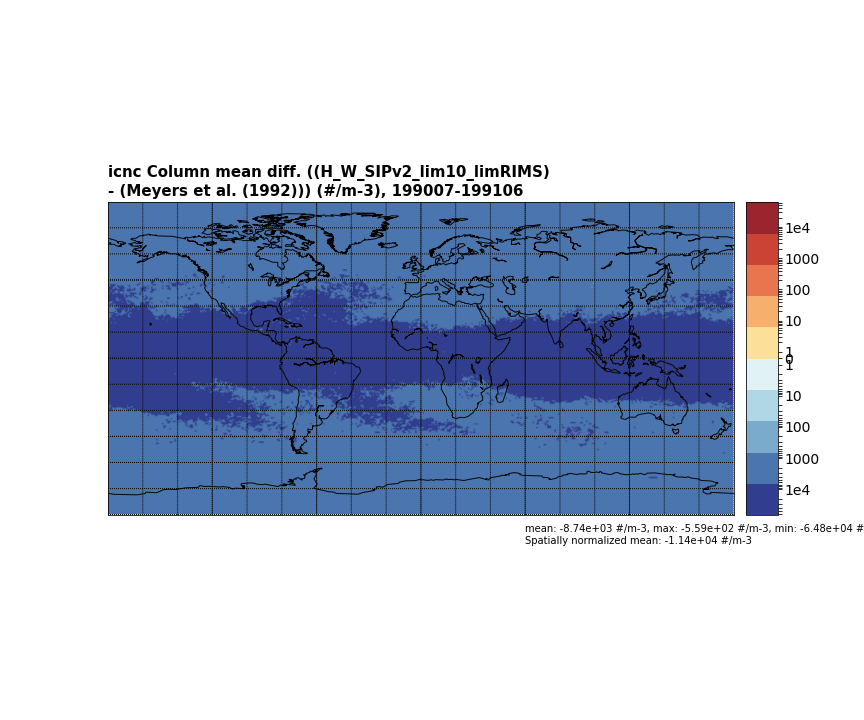 icnc Column mean diff. ((H_W_SIPv2_lim10_limRIMS)
- (Meyers et al. (1992))) (#/m-3), 199007-199106
1e4
1000
100
10
1
0
1
10
100
1000
1e4
mean: -8.74e+03 #/m-3, max: -5.59e+02 #/m-3, min: -6.48e+04 #
Spatially normalized mean: -1.14e+04 #/m-3